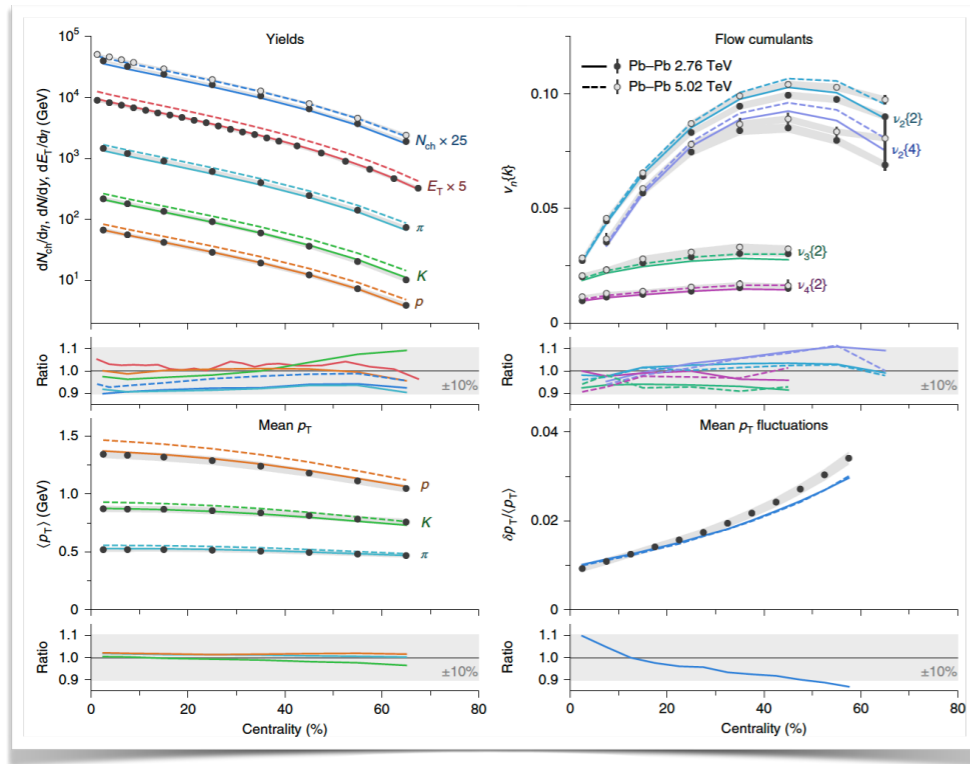 Yields
10⁵
10⁴
10³
10²
10¹
dN_ch/dη, dN/dy, dE_T/dη (GeV)
N_ch × 25
E_T × 5
π
K
p
Ratio
1.1
1.0
0.9
±10%
Flow cumulants
Pb–Pb 2.76 TeV
Pb–Pb 5.02 TeV
0.10
0.05
0
v_n{k}
ν₂{2}
ν₂{4}
ν₃{2}
ν₄{2}
Ratio
1.1
1.0
0.9
±10%
Mean p_T
1.5
1.0
0.5
0
⟨p_T⟩ (GeV)
p
K
π
Ratio
1.1
1.0
0.9
±10%
0 20 40 60 80
Centrality (%)
Mean p_T fluctuations
0.04
0.02
0
δp_T/⟨p_T⟩
Ratio
1.1
1.0
0.9
±10%
0 20 40 60 80
Centrality (%)